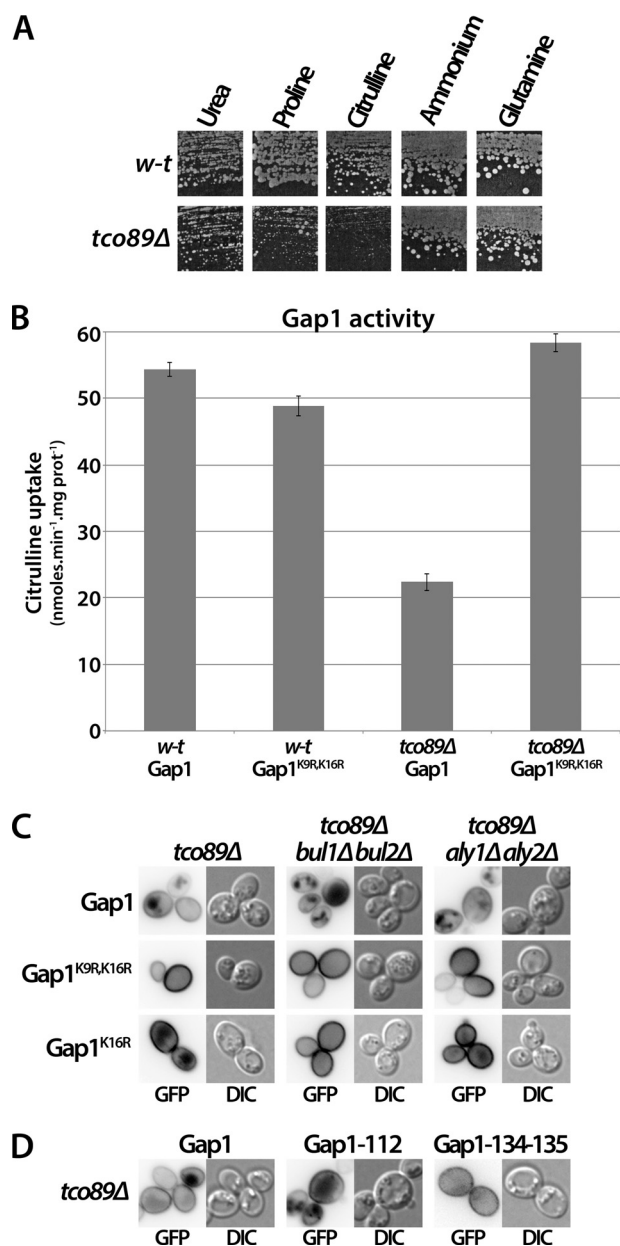 A
Urea Proline Citrulline Ammonium Glutamine
w-t
tco89Δ
B
Gap1 activity
Citrulline uptake
(nmoles.min⁻¹.mg prot⁻¹)
60
50
40
30
20
10
0
w-t w-t tco89Δ tco89Δ
Gap1 Gap1K9R,K16R Gap1 Gap1K9R,K16R
C
tco89Δ tco89Δ
tco89Δ bul1Δ bul2Δ aly1Δ aly2Δ
Gap1
Gap1K9R,K16R
Gap1K16R
GFP DIC GFP DIC GFP DIC
D
Gap1 Gap1-112 Gap1-134-135
tco89Δ
GFP DIC GFP DIC GFP DIC